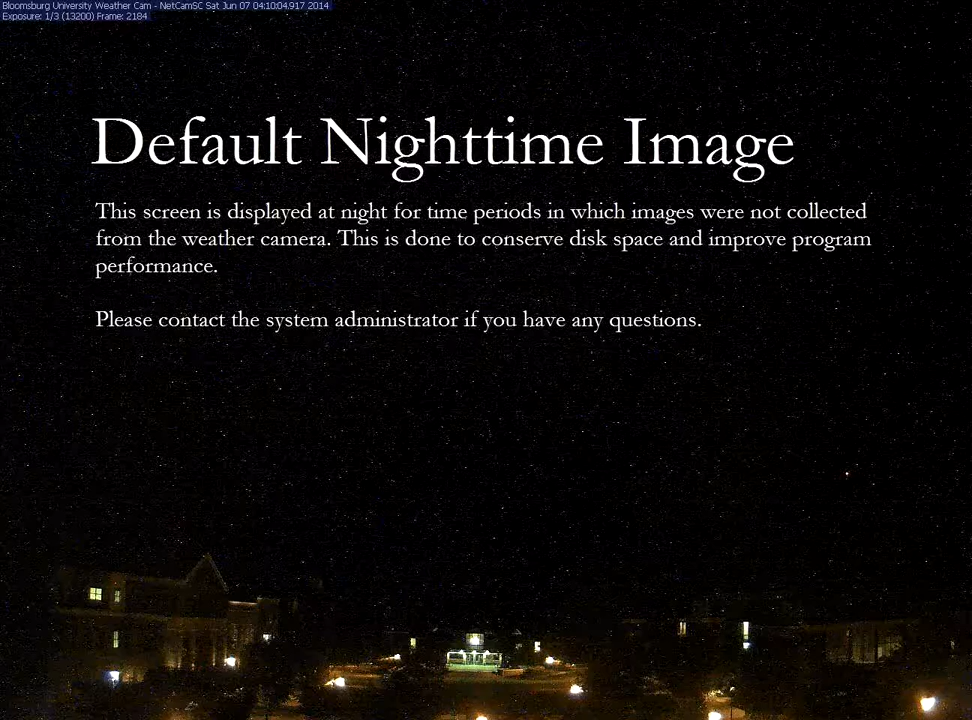 Bloomsburg University Weather Cam - NetCamSC Sat Jun 07 04:10:04.917 2014
Exposure: 1/3 (13200) Frame: 2184
Default Nighttime Image
This screen is displayed at night for time periods in which images were not collected
from the weather camera. This is done to conserve disk space and improve program
performance.
Please contact the system administrator if you have any questions.